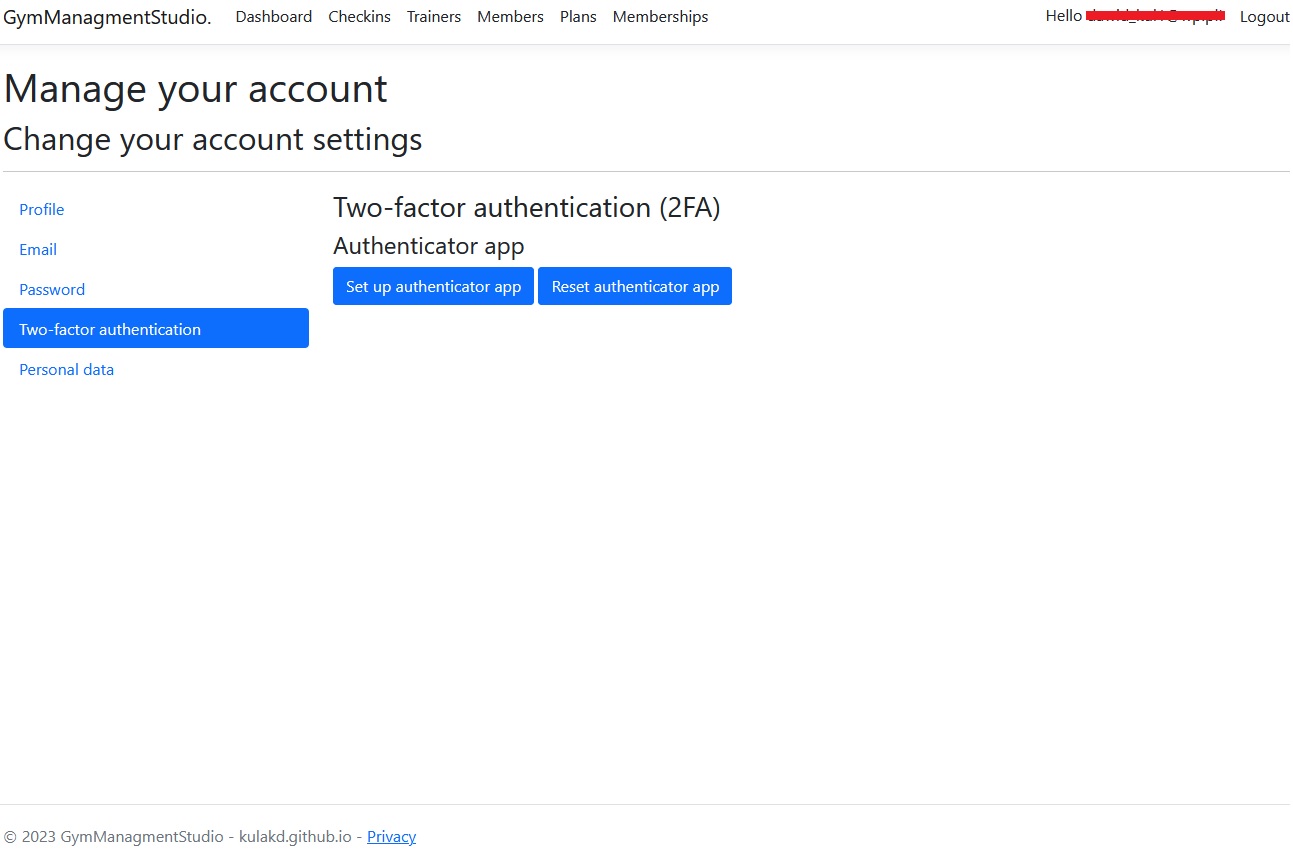 GymManagmentStudio. Dashboard Checkins Trainers Members Plans Memberships Hello Logout
Manage your account
Change your account settings
Profile
Email
Password
Two-factor authentication
Personal data
Two-factor authentication (2FA)
Authenticator app
Set up authenticator app Reset authenticator app
© 2023 GymManagmentStudio - kulakd.github.io - Privacy